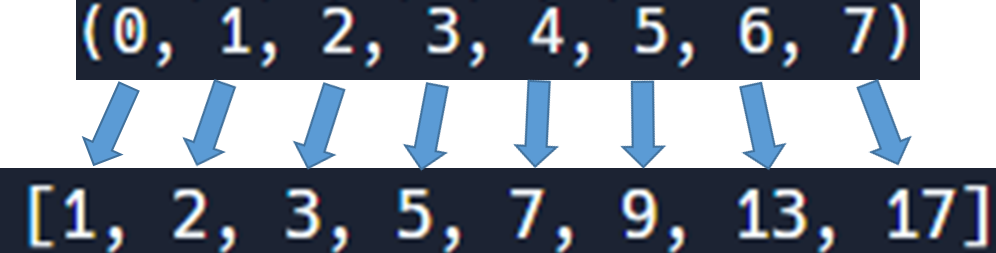 (0, 1, 2, 3, 4, 5, 6, 7)
[1, 2, 3, 5, 7, 9, 13, 17]